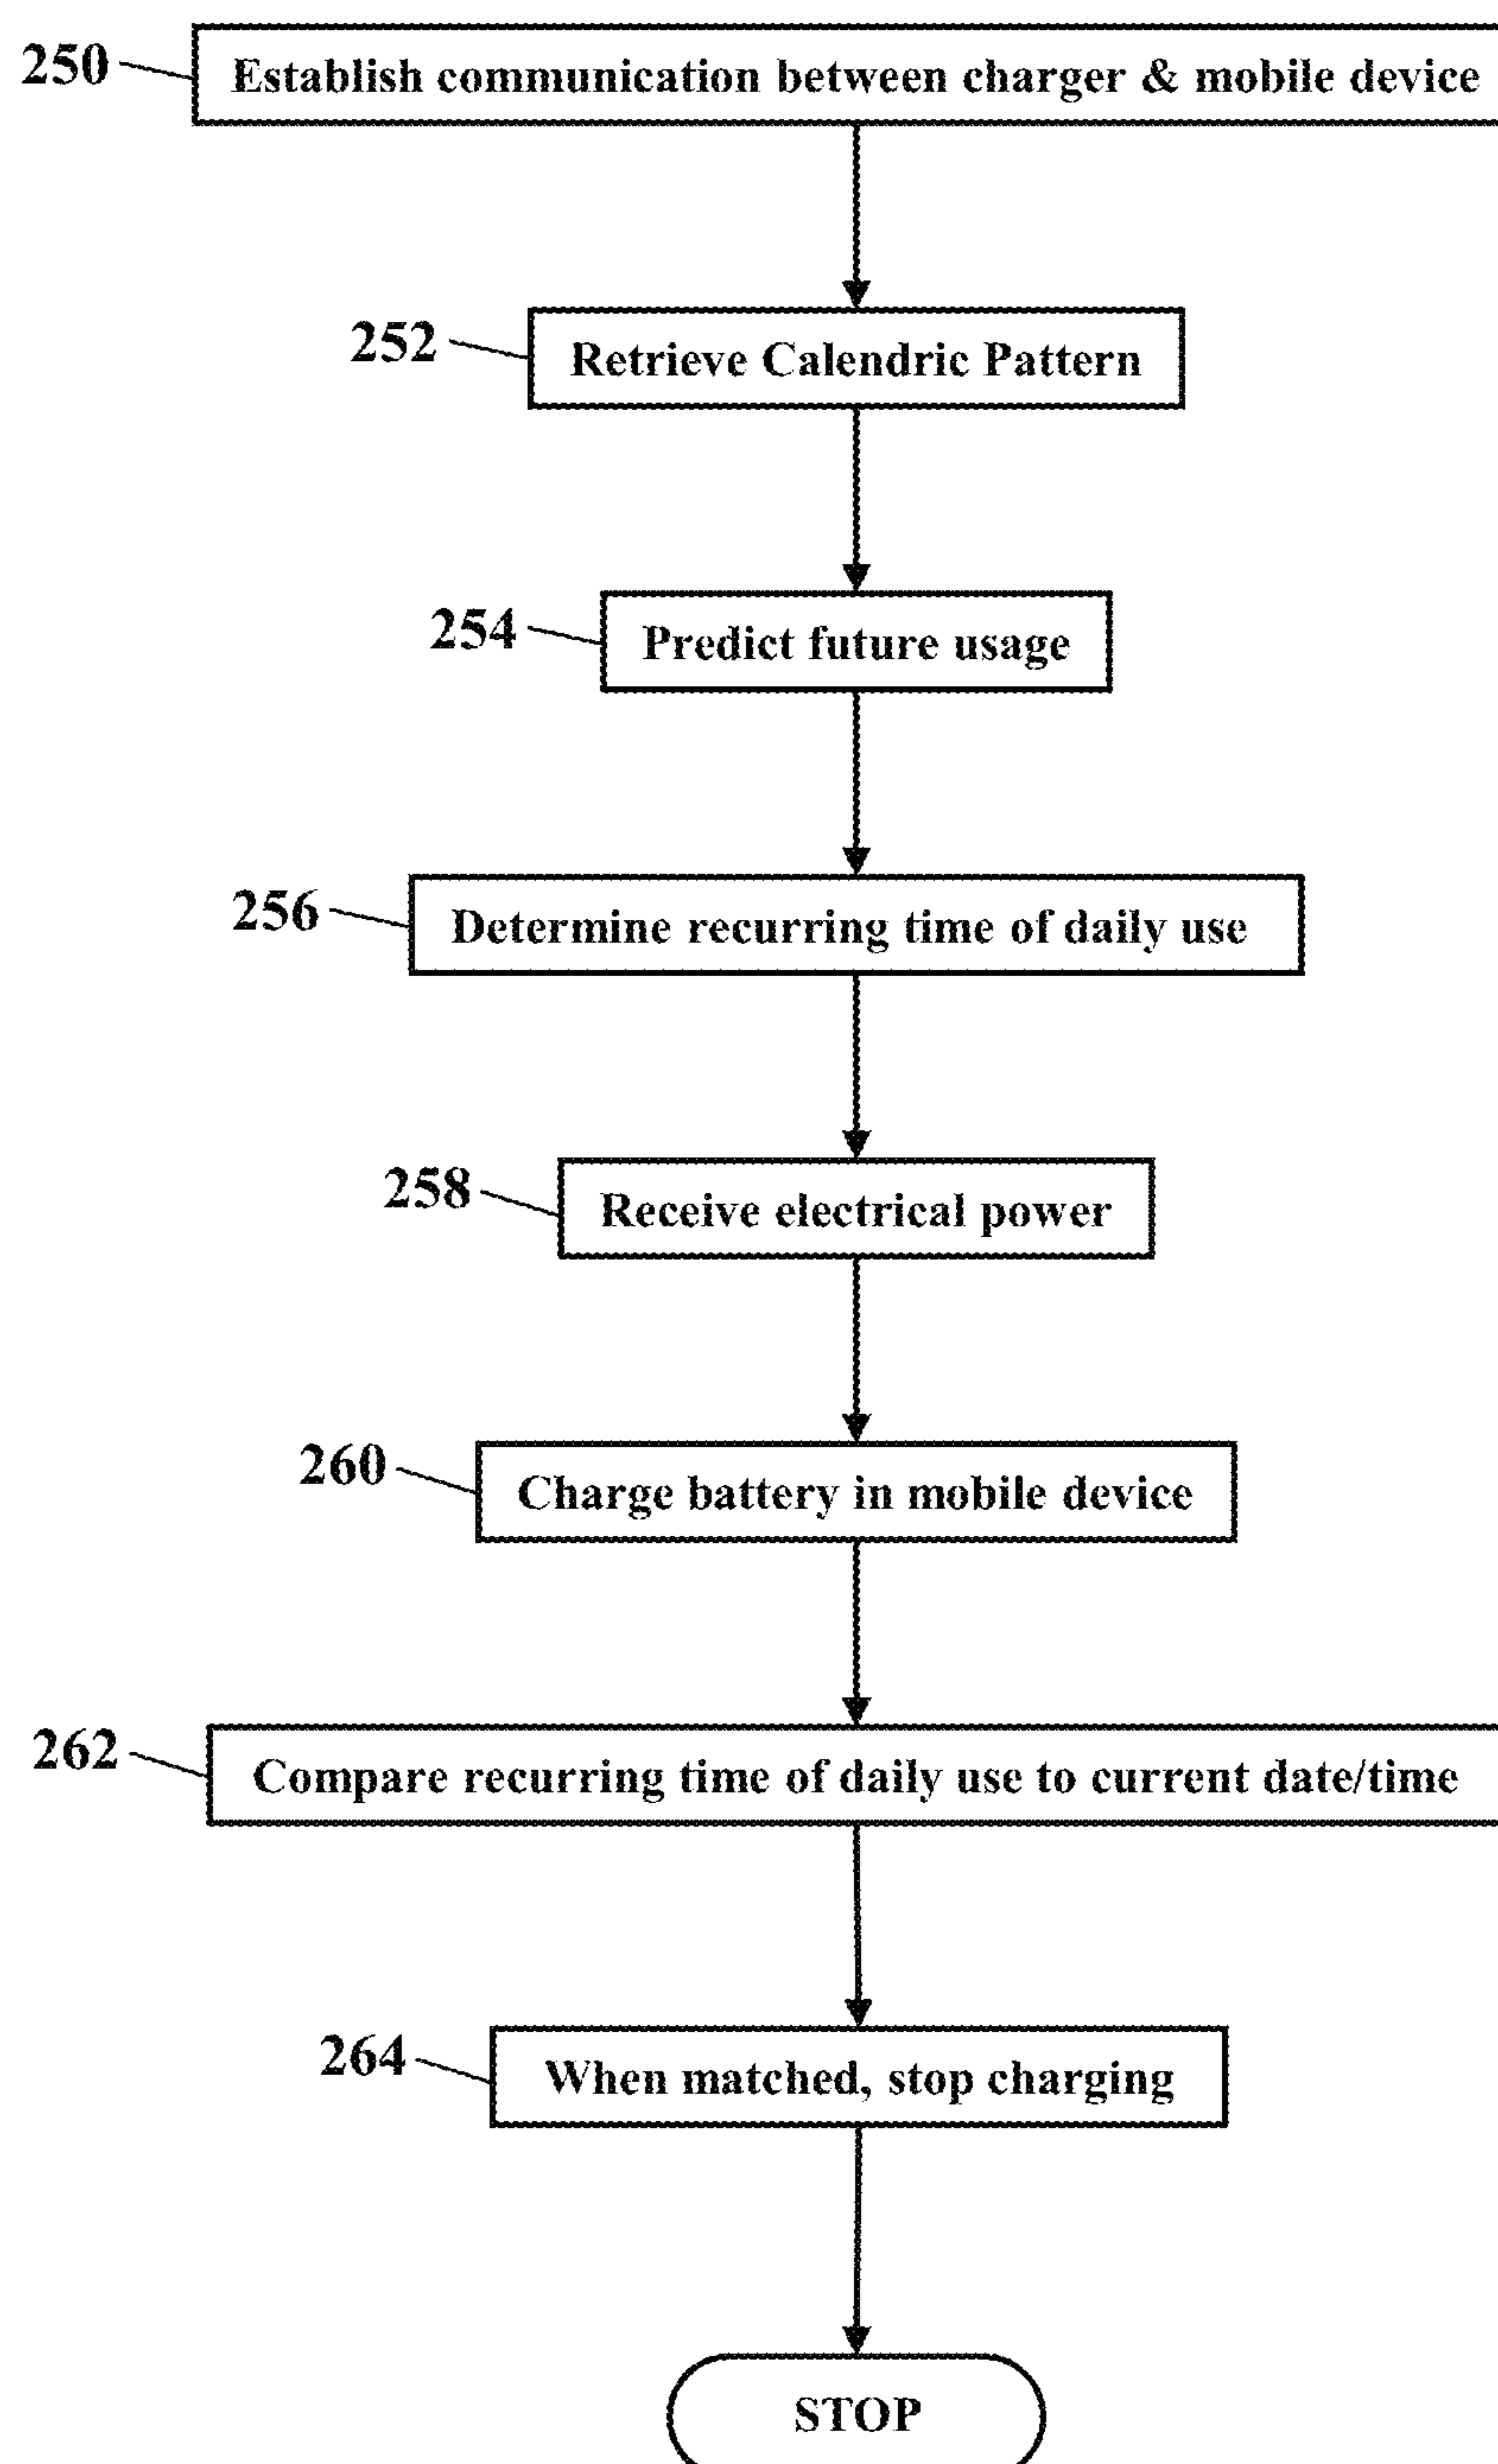 250 Establish communication between charger & mobile device
252 Retrieve Calendric Pattern
254 Predict future usage
256 Determine recurring time of daily use
258 Receive electrical power
260 Charge battery in mobile device
262 Compare recurring time of daily use to current date/time
264 When matched, stop charging
STOP